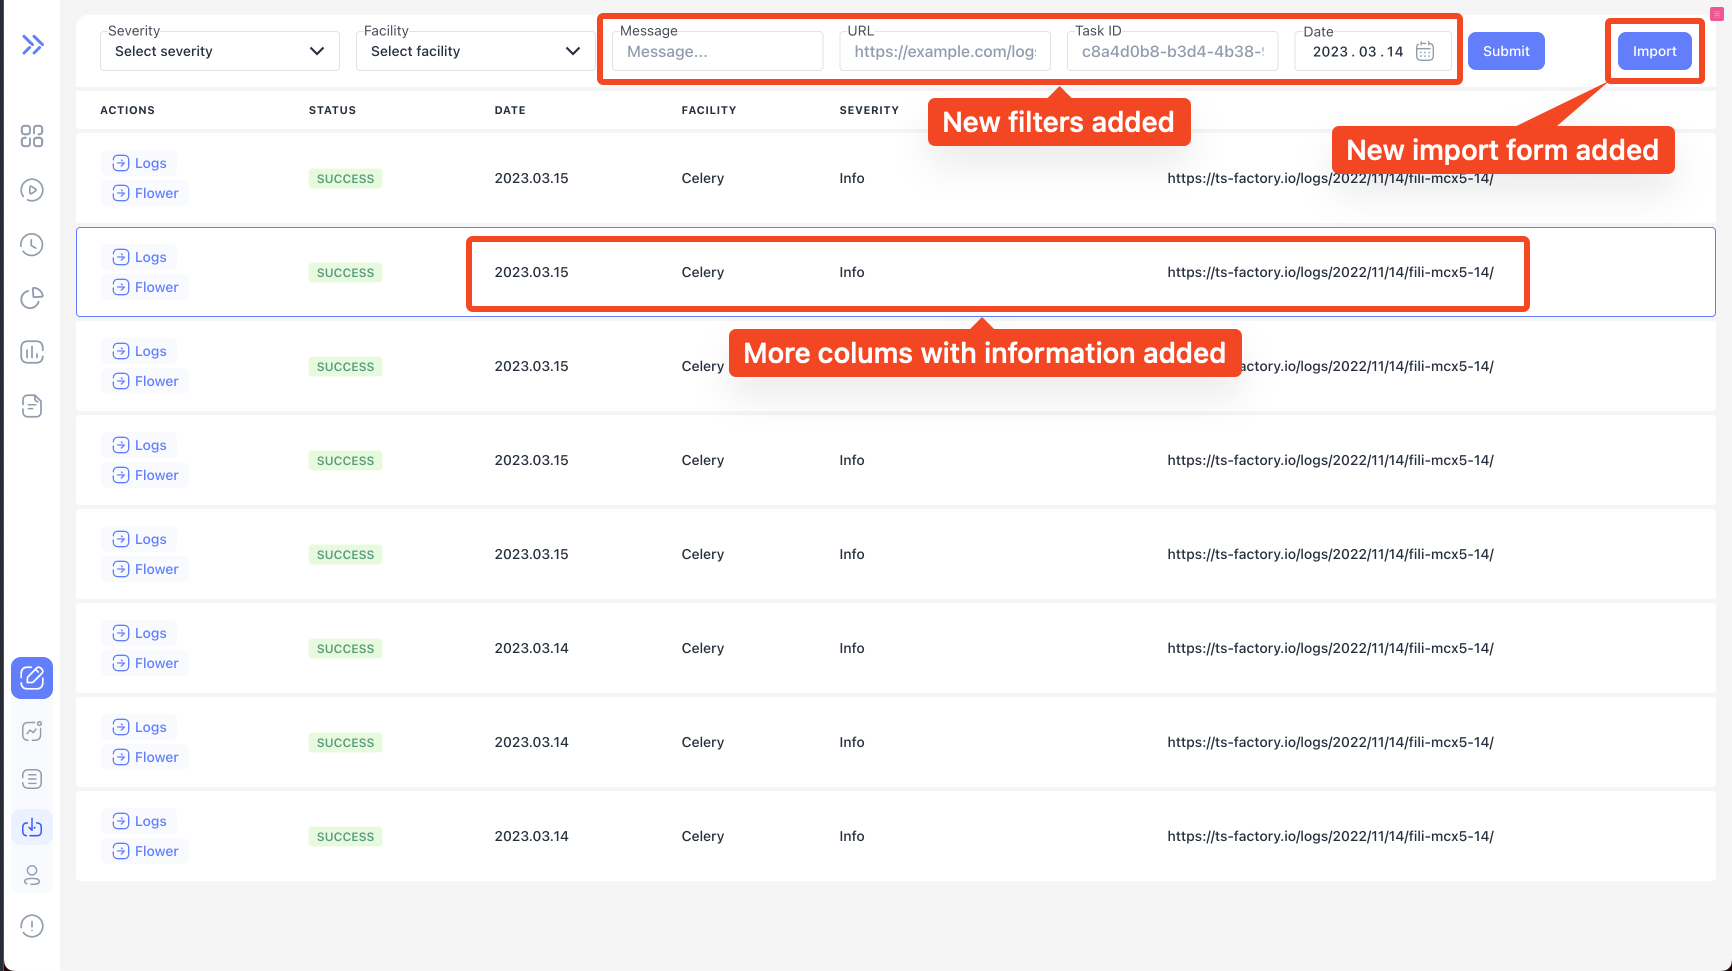 Severity
Select severity
Facility
Select facility
Message
Message...
URL
https://example.com/log
Task ID
c8a4d0b8-b3d4-4b38-
Date
2023.03.14
Submit
Import
New filters added
New import form added
ACTIONS STATUS DATE FACILITY SEVERITY
Logs
Flower
SUCCESS 2023.03.15 Celery Info https://ts-factory.io/logs/2022/11/14/fili-mcx5-14/
Logs
Flower
SUCCESS 2023.03.15 Celery Info https://ts-factory.io/logs/2022/11/14/fili-mcx5-14/
More colums with information added
Logs
Flower
SUCCESS 2023.03.15 Celery Info actory.io/logs/2022/11/14/fili-mcx5-14/
Logs
Flower
SUCCESS 2023.03.15 Celery Info https://ts-factory.io/logs/2022/11/14/fili-mcx5-14/
Logs
Flower
SUCCESS 2023.03.15 Celery Info https://ts-factory.io/logs/2022/11/14/fili-mcx5-14/
Logs
Flower
SUCCESS 2023.03.14 Celery Info https://ts-factory.io/logs/2022/11/14/fili-mcx5-14/
Logs
Flower
SUCCESS 2023.03.14 Celery Info https://ts-factory.io/logs/2022/11/14/fili-mcx5-14/
Logs
Flower
SUCCESS 2023.03.14 Celery Info https://ts-factory.io/logs/2022/11/14/fili-mcx5-14/